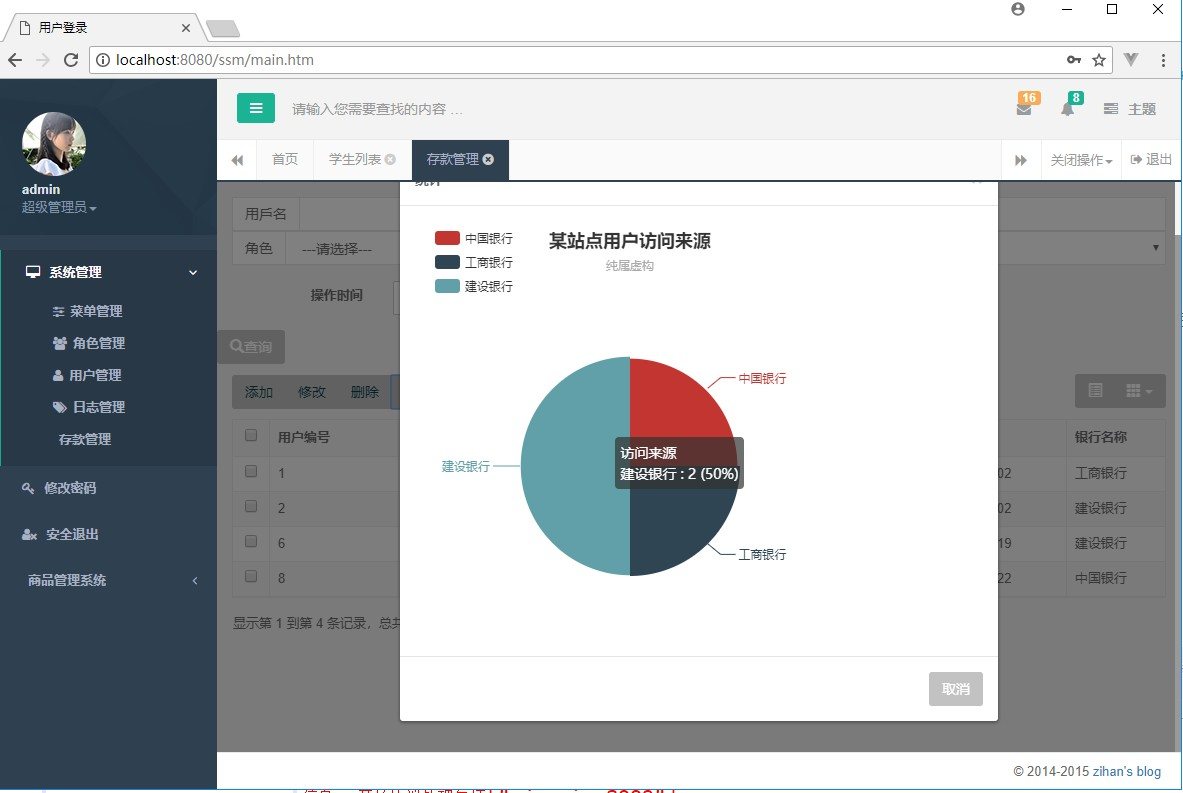 用户登录
localhost:8080/ssm/main.htm
admin
超级管理员
系统管理
菜单管理
角色管理
用户管理
日志管理
存款管理
修改密码
安全退出
商品管理系统
请输入您需要查找的内容 …
16
8
主题
首页
学生列表
存款管理
关闭操作
退出
统计
用戶名
角色
---请选择---
操作时间
查询
添加 修改 删除
用户编号 银行名称
1 02 工商银行
2 02 建设银行
6 19 建设银行
8 22 中国银行
显示第 1 到第 4 条记录，总共
中国银行
工商银行
建设银行
某站点用户访问来源
纯属虚构
中国银行
建设银行
访问来源
建设银行 : 2 (50%)
工商银行
取消
© 2014-2015 zihan's blog